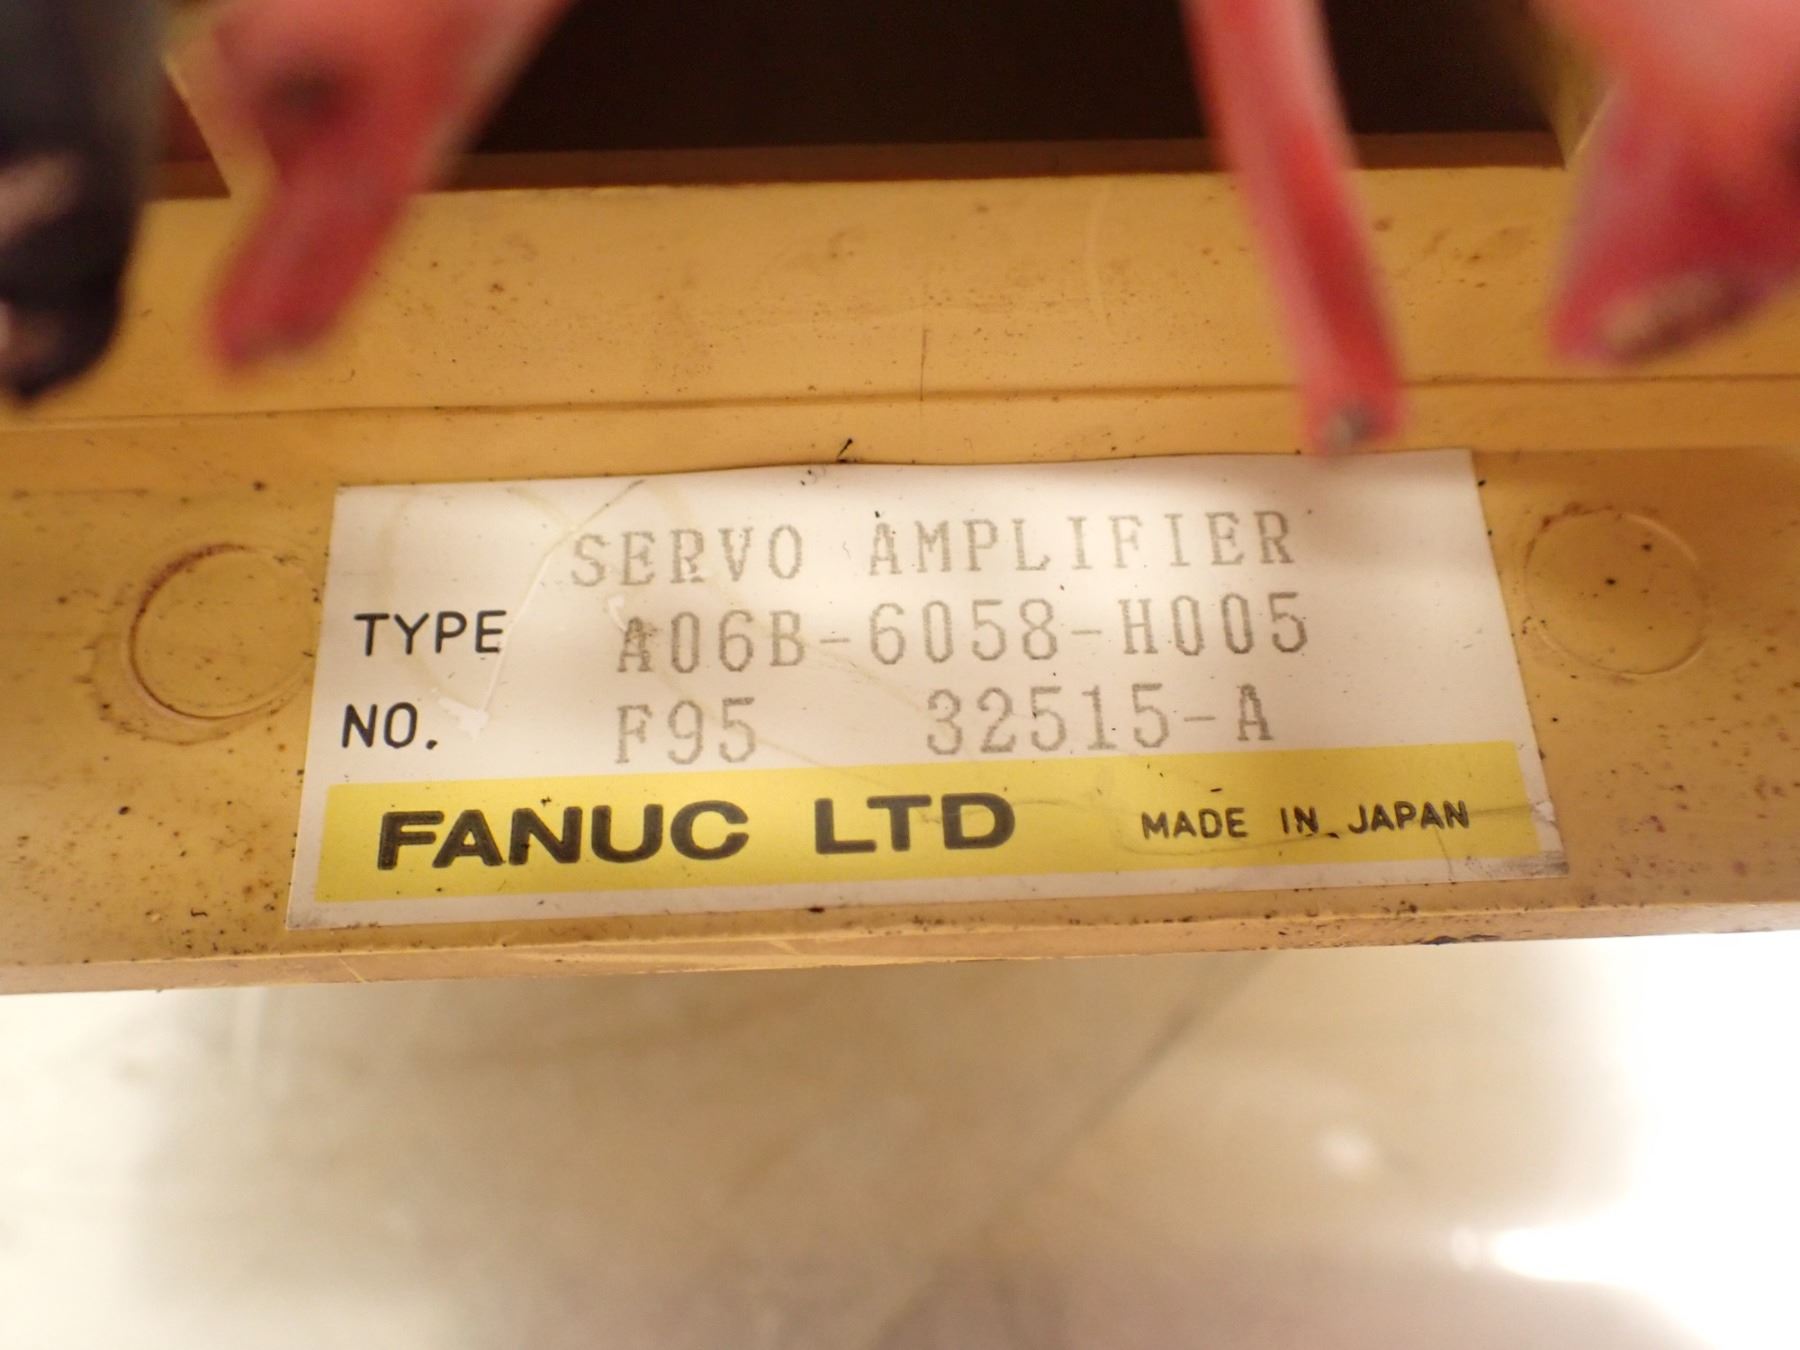 SERVO AMPLIFIER
TYPE A06B-6058-H005
NO. F95 32515-A
FANUC LTD MADE IN JAPAN